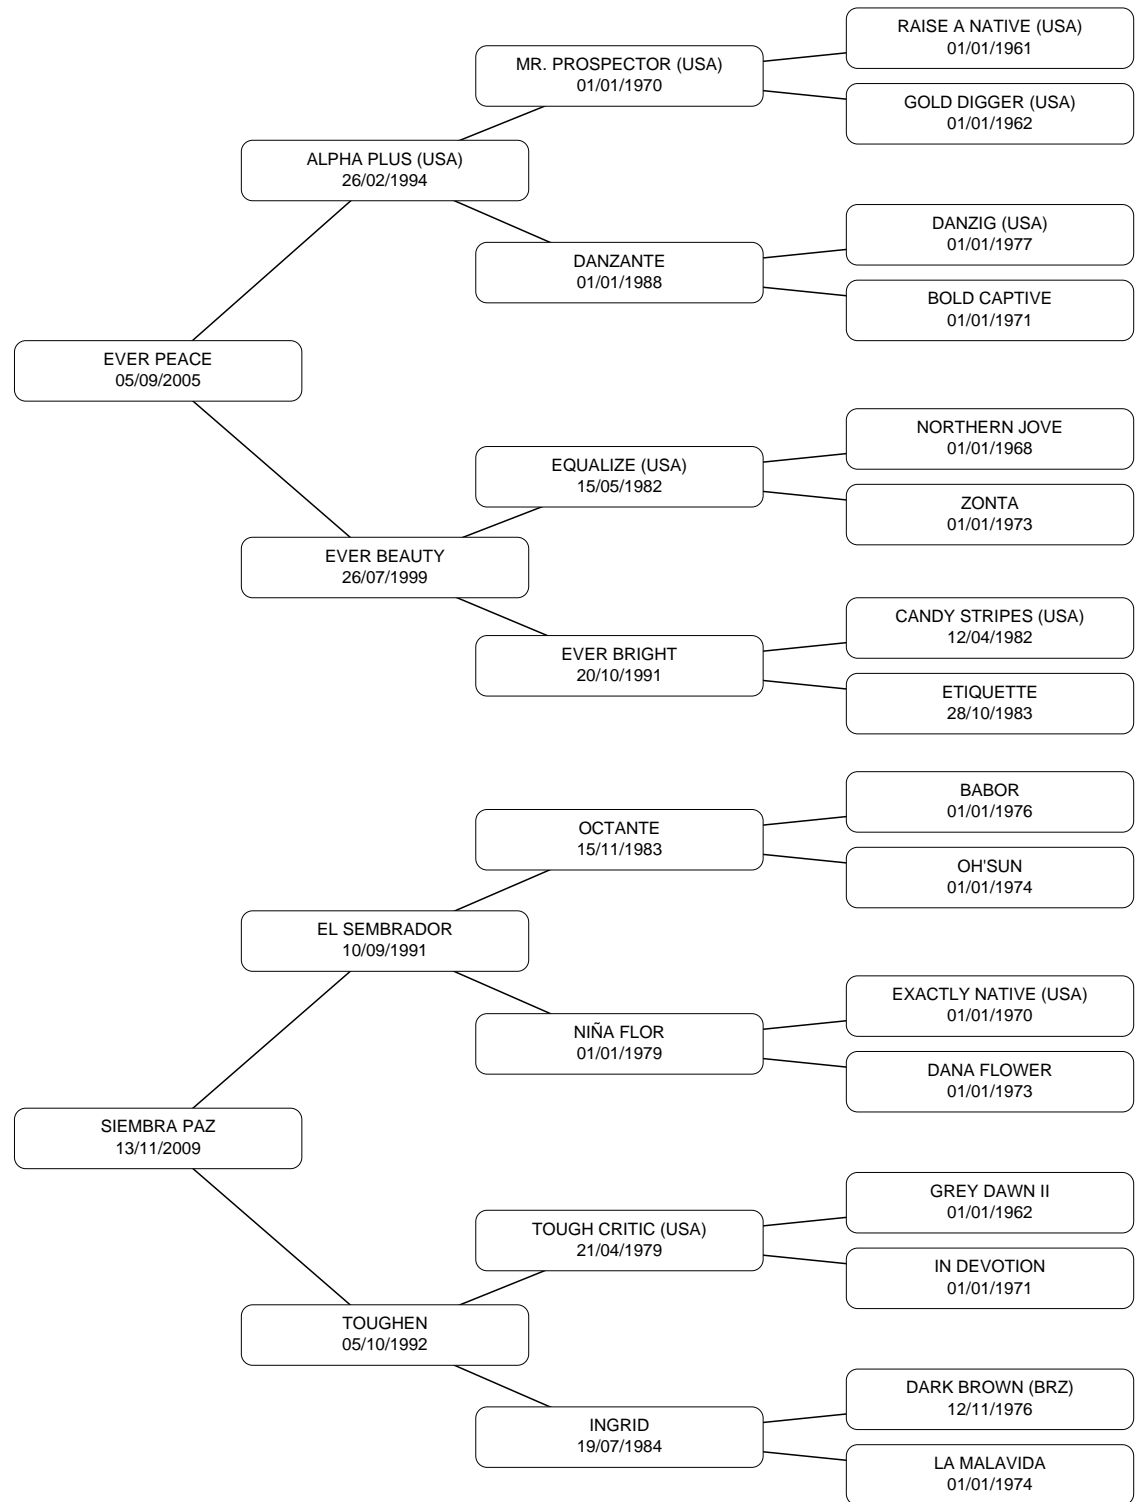 RAISE A NATIVE (USA)
01/01/1961
MR. PROSPECTOR (USA)
01/01/1970
GOLD DIGGER (USA)
01/01/1962
ALPHA PLUS (USA)
26/02/1994
DANZIG (USA)
01/01/1977
DANZANTE
01/01/1988
BOLD CAPTIVE
01/01/1971
EVER PEACE
05/09/2005
NORTHERN JOVE
01/01/1968
EQUALIZE (USA)
15/05/1982
ZONTA
01/01/1973
EVER BEAUTY
26/07/1999
CANDY STRIPES (USA)
12/04/1982
EVER BRIGHT
20/10/1991
ETIQUETTE
28/10/1983
BABOR
01/01/1976
OCTANTE
15/11/1983
OH'SUN
01/01/1974
EL SEMBRADOR
10/09/1991
EXACTLY NATIVE (USA)
01/01/1970
NIÑA FLOR
01/01/1979
DANA FLOWER
01/01/1973
SIEMBRA PAZ
13/11/2009
GREY DAWN II
01/01/1962
TOUGH CRITIC (USA)
21/04/1979
IN DEVOTION
01/01/1971
TOUGHEN
05/10/1992
DARK BROWN (BRZ)
12/11/1976
INGRID
19/07/1984
LA MALAVIDA
01/01/1974